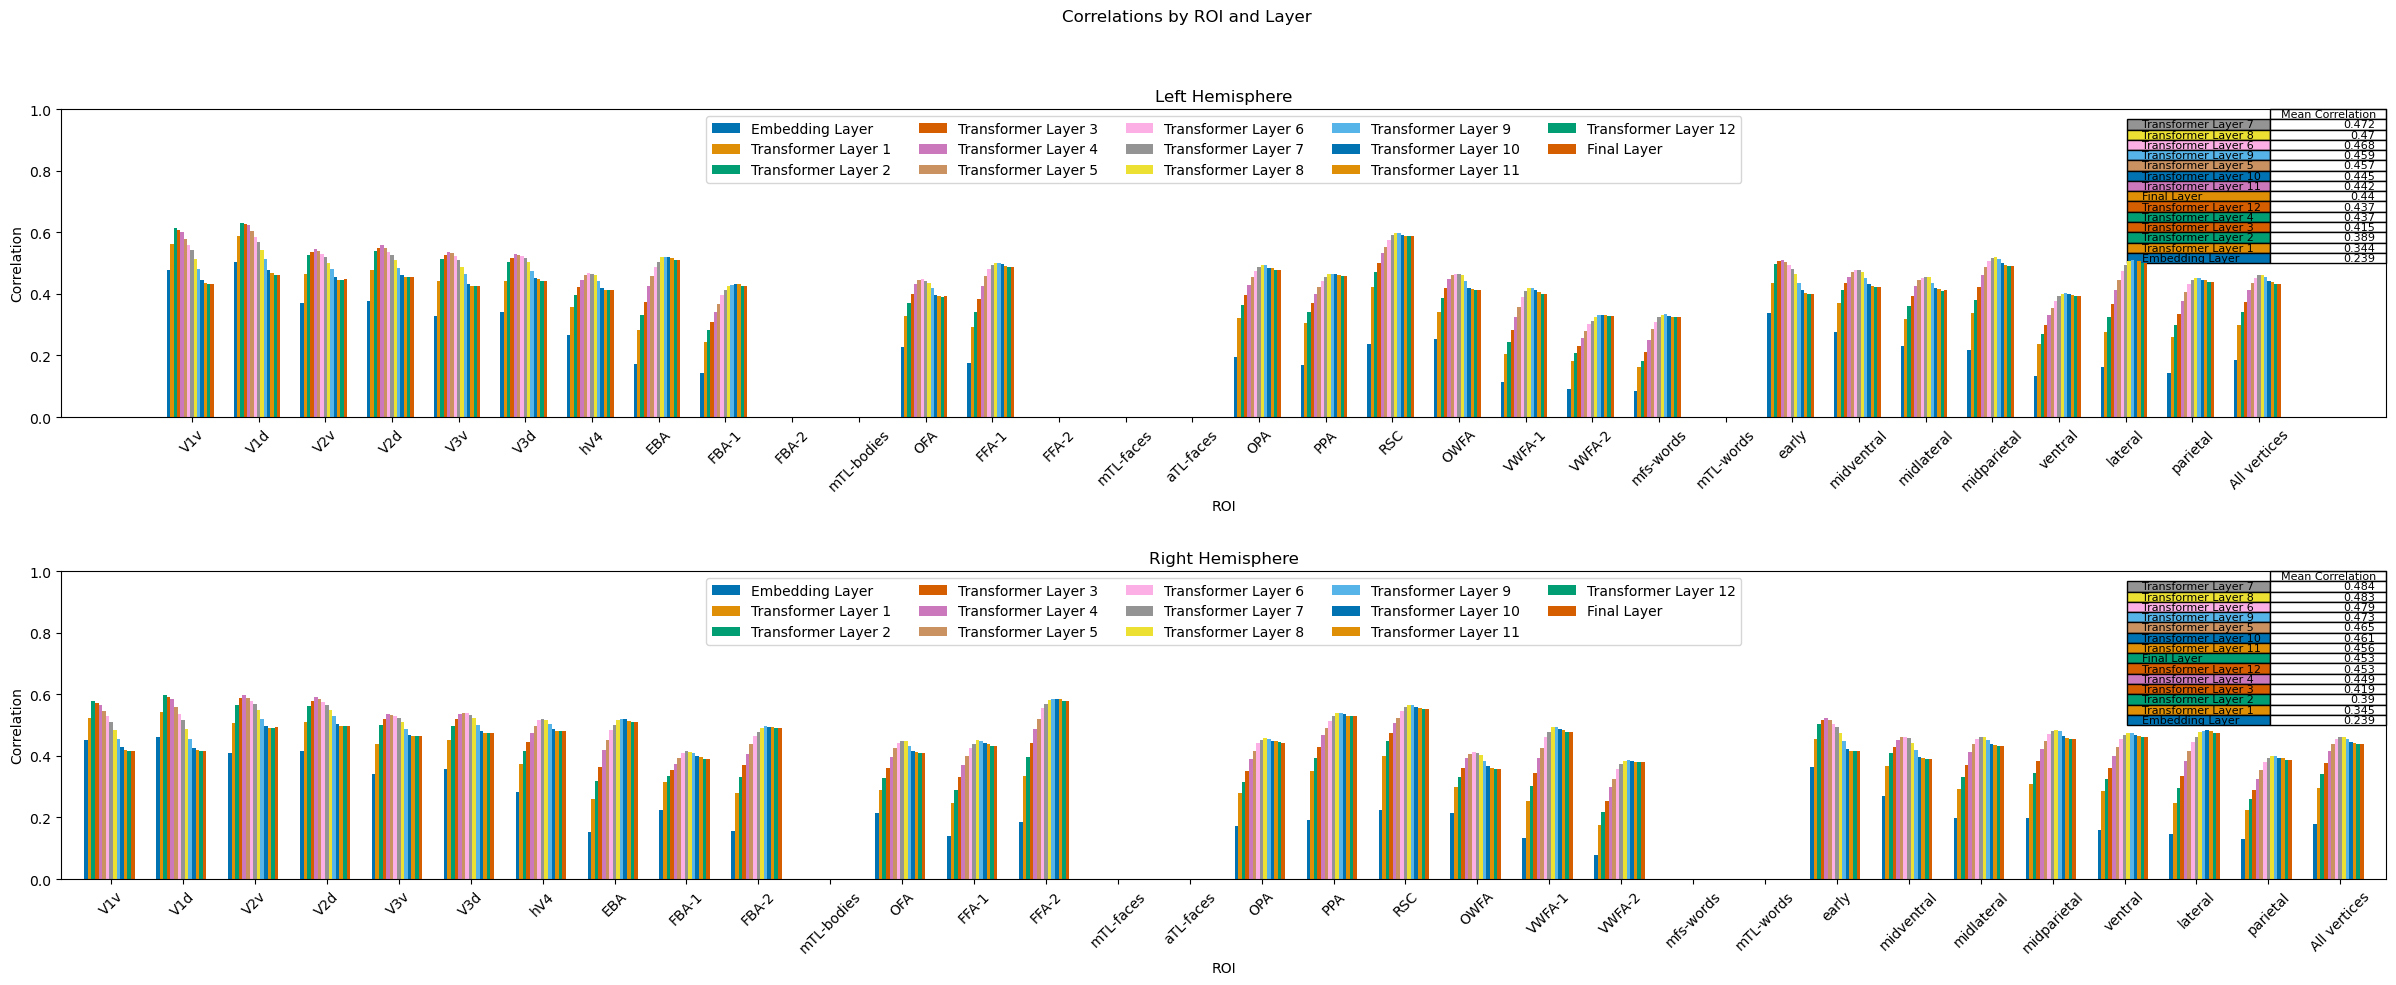 Correlations by ROI and Layer
Left Hemisphere
1.0
0.8
0.6
0.4
0.2
0.0
Correlation
Embedding Layer
Transformer Layer 1
Transformer Layer 2
Transformer Layer 3
Transformer Layer 4
Transformer Layer 5
Transformer Layer 6
Transformer Layer 7
Transformer Layer 8
Transformer Layer 9
Transformer Layer 10
Transformer Layer 11
Transformer Layer 12
Final Layer
Mean Correlation
Transformer Layer 7 0.472
Transformer Layer 8 0.47
Transformer Layer 6 0.468
Transformer Layer 9 0.459
Transformer Layer 5 0.457
Transformer Layer 10 0.445
Transformer Layer 11 0.442
Final Layer 0.44
Transformer Layer 12 0.437
Transformer Layer 4 0.437
Transformer Layer 3 0.415
Transformer Layer 2 0.389
Transformer Layer 1 0.344
Embedding Layer 0.239
V1v
V1d
V2v
V2d
V3v
V3d
hV4
EBA
FBA-1
FBA-2
mTL-bodies
OFA
FFA-1
FFA-2
mTL-faces
aTL-faces
OPA
PPA
RSC
OWFA
VWFA-1
VWFA-2
mfs-words
mTL-words
early
midventral
midlateral
midparietal
ventral
lateral
parietal
All vertices
ROI
Right Hemisphere
1.0
0.8
0.6
0.4
0.2
0.0
Correlation
Embedding Layer
Transformer Layer 1
Transformer Layer 2
Transformer Layer 3
Transformer Layer 4
Transformer Layer 5
Transformer Layer 6
Transformer Layer 7
Transformer Layer 8
Transformer Layer 9
Transformer Layer 10
Transformer Layer 11
Transformer Layer 12
Final Layer
Mean Correlation
Transformer Layer 7 0.484
Transformer Layer 8 0.483
Transformer Layer 6 0.479
Transformer Layer 9 0.473
Transformer Layer 5 0.465
Transformer Layer 10 0.461
Transformer Layer 11 0.456
Final Layer 0.453
Transformer Layer 12 0.453
Transformer Layer 4 0.449
Transformer Layer 3 0.419
Transformer Layer 2 0.39
Transformer Layer 1 0.345
Embedding Layer 0.239
V1v
V1d
V2v
V2d
V3v
V3d
hV4
EBA
FBA-1
FBA-2
mTL-bodies
OFA
FFA-1
FFA-2
mTL-faces
aTL-faces
OPA
PPA
RSC
OWFA
VWFA-1
VWFA-2
mfs-words
mTL-words
early
midventral
midlateral
midparietal
ventral
lateral
parietal
All vertices
ROI